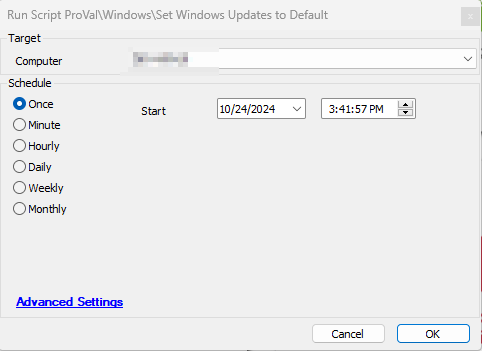 Run Script ProVal\Windows\Set Windows Updates to Default
Target
Computer
Schedule
Once
Start 10/24/2024 3:41:57 PM
Minute
Hourly
Daily
Weekly
Monthly
Advanced Settings
Cancel OK